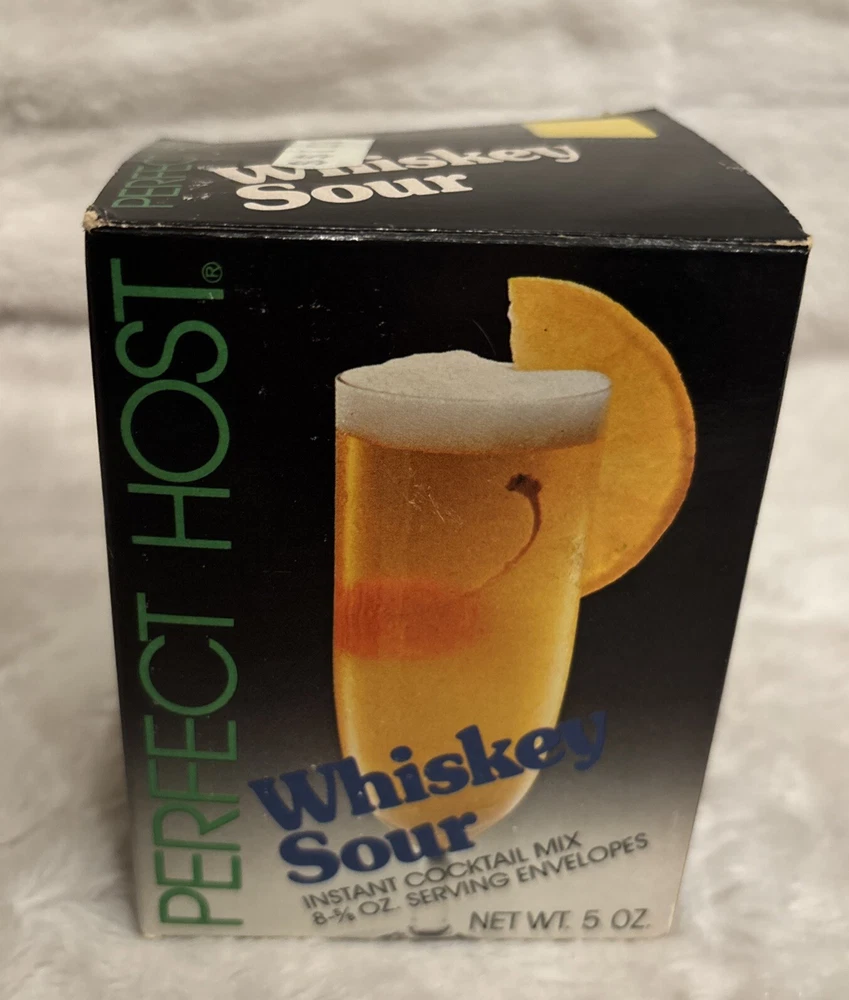 PERFECT
Whiskey
Sour
PERFECT HOST®
Whiskey
Sour
INSTANT COCKTAIL MIX
8-⅝ OZ. SERVING ENVELOPES
NET WT. 5 OZ.